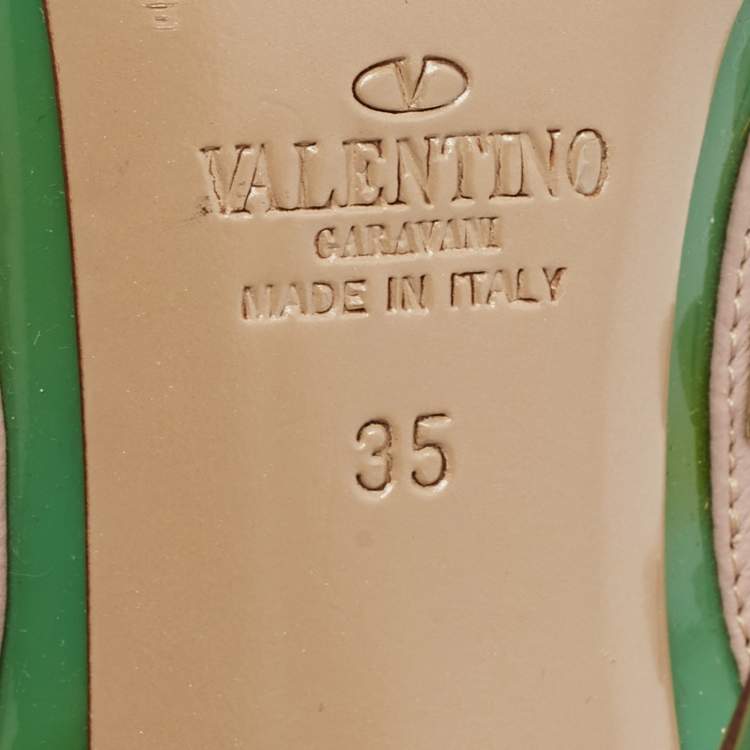 V
VALENTINO
GARAVANI
MADE IN ITALY
35